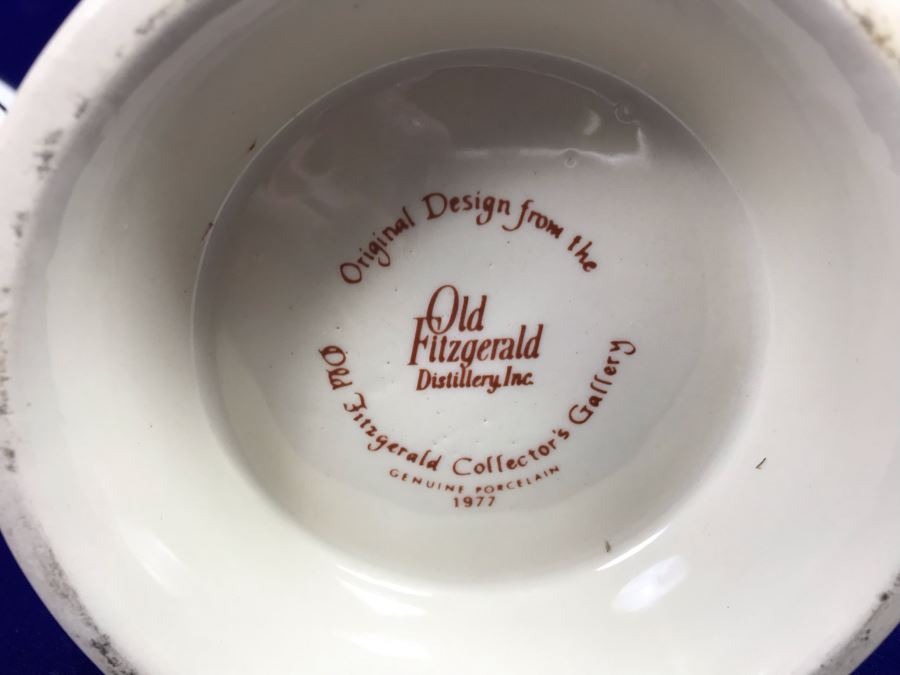 Original Design from the
Old
Fitzgerald
Distillery, Inc.
Old Fitzgerald Collector's Gallery
GENUINE PORCELAIN
1977